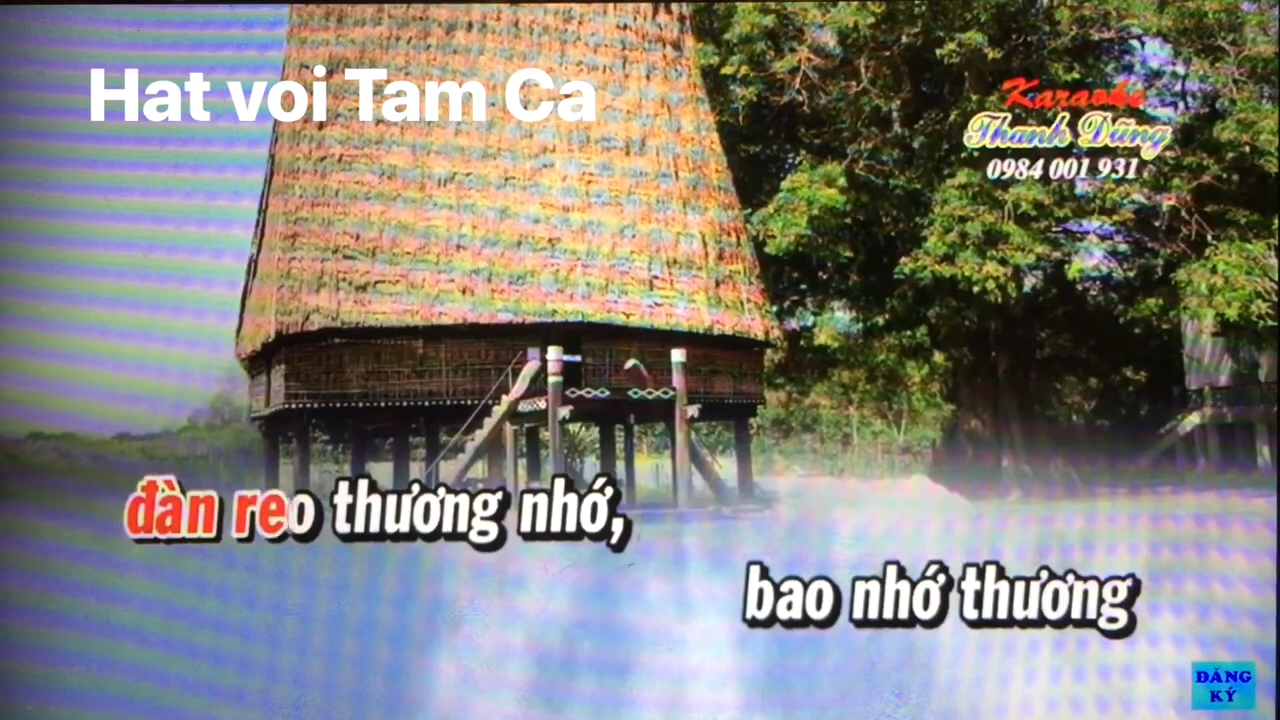 Hat voi Tam Ca
Karaoke
Thanh Dũng
0984 001 931
đàn reo thương nhớ,
bao nhớ thương
ĐĂNG
KÝ